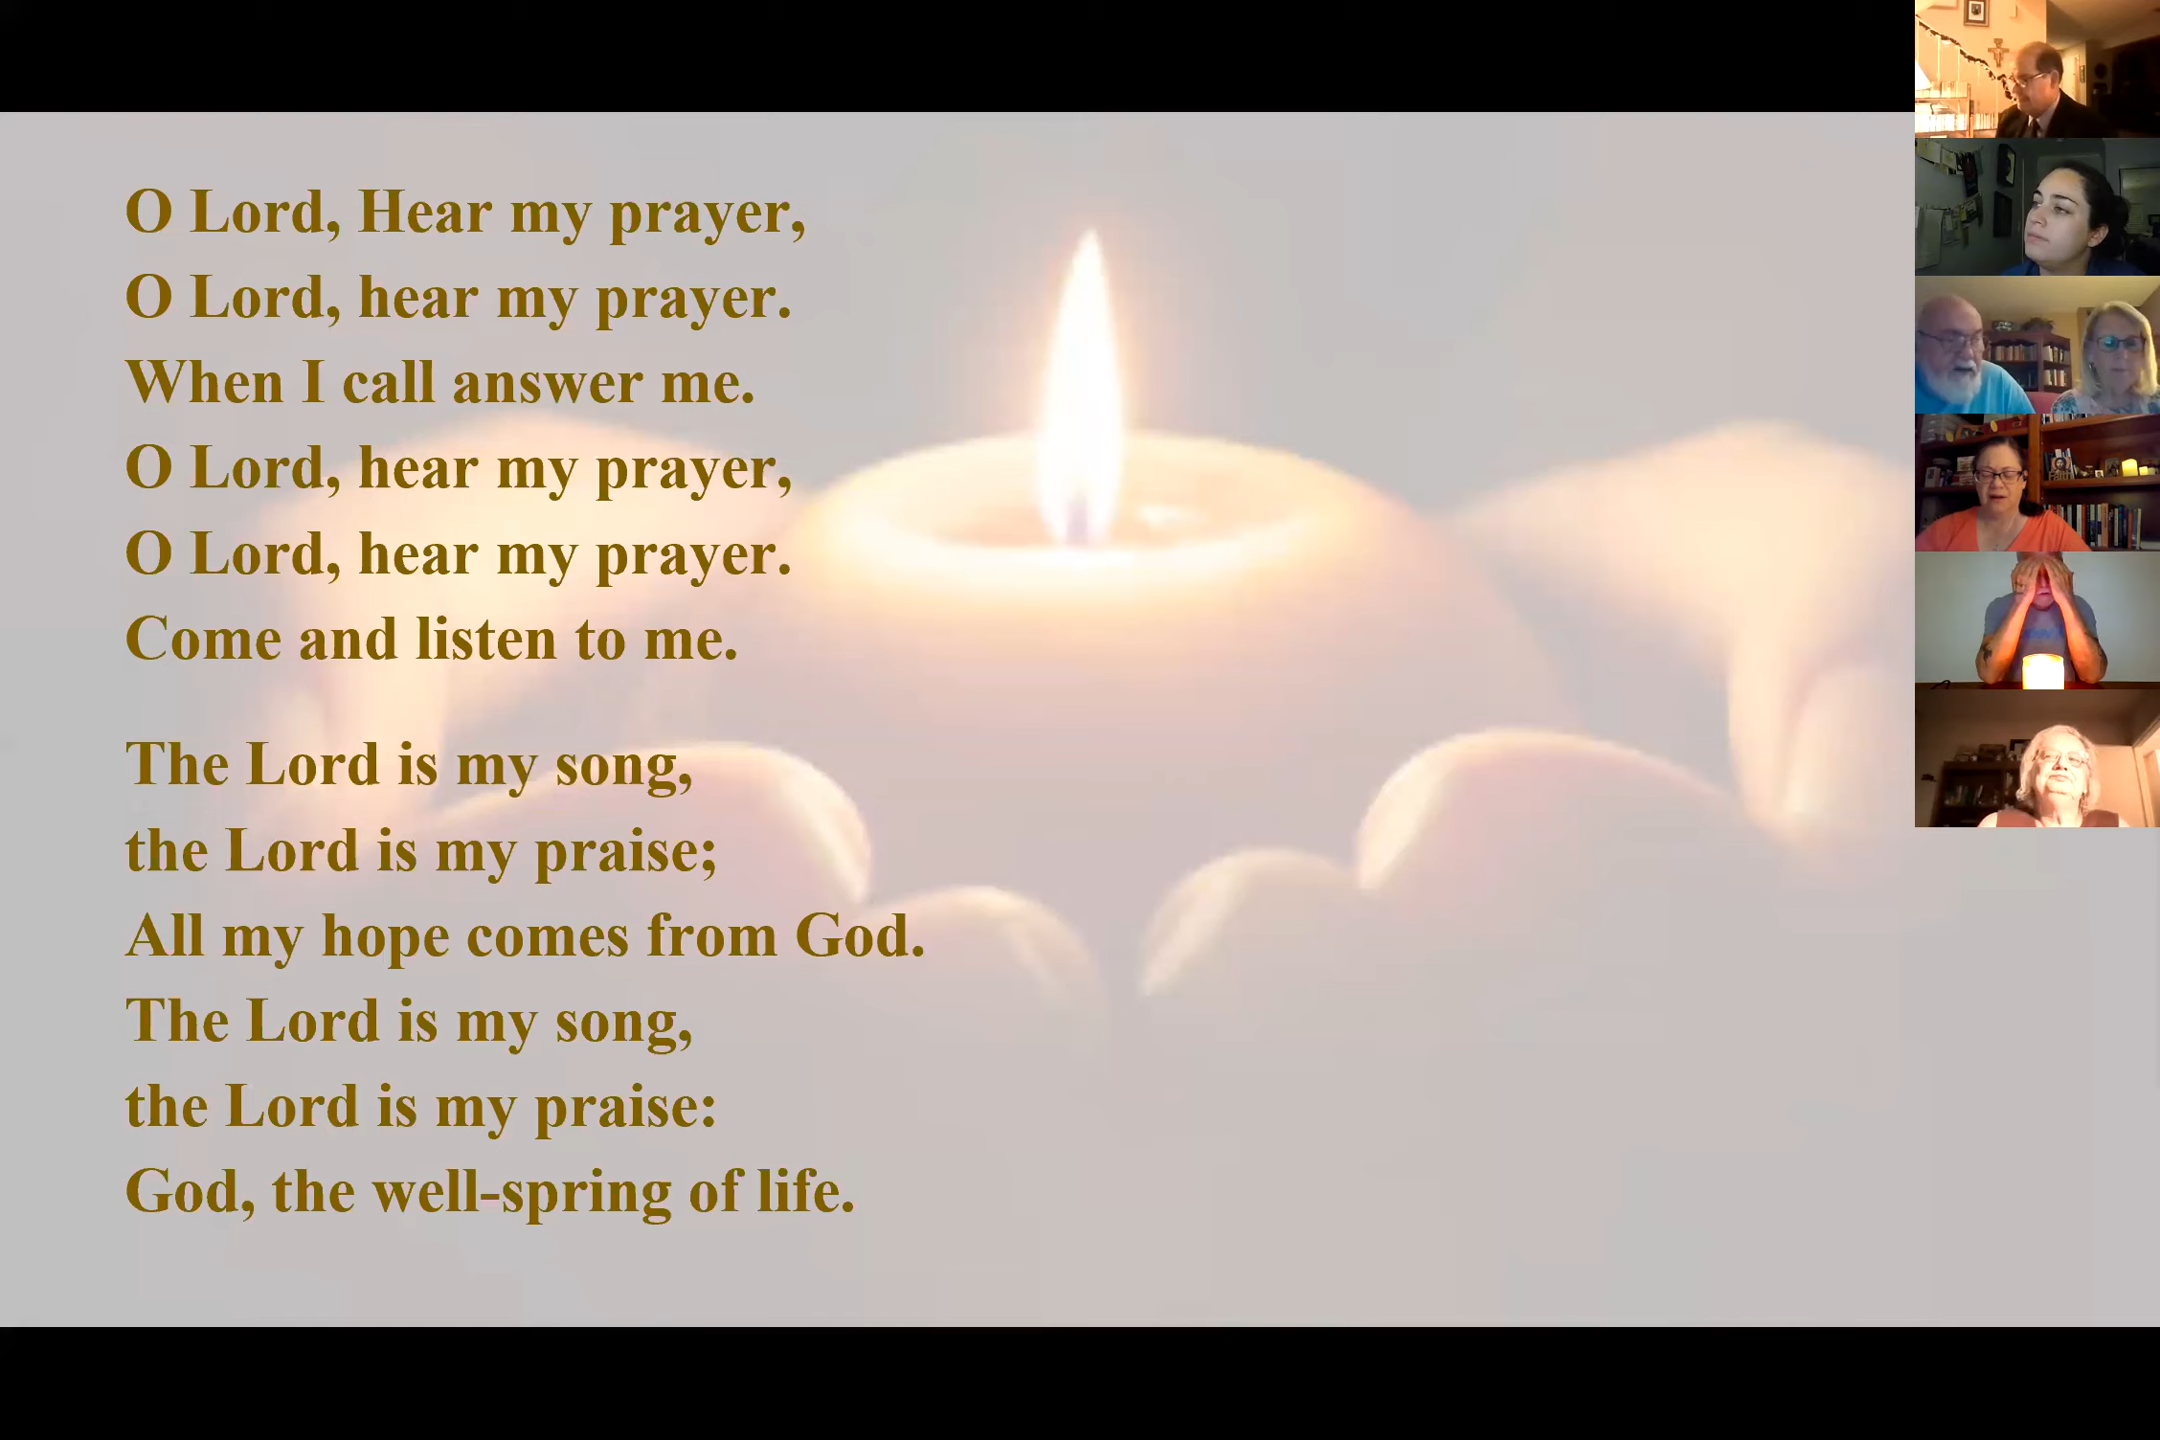 O Lord, Hear my prayer,
O Lord, hear my prayer.
When I call answer me.
O Lord, hear my prayer,
O Lord, hear my prayer.
Come and listen to me.
The Lord is my song,
the Lord is my praise;
All my hope comes from God.
The Lord is my song,
the Lord is my praise:
God, the well-spring of life.